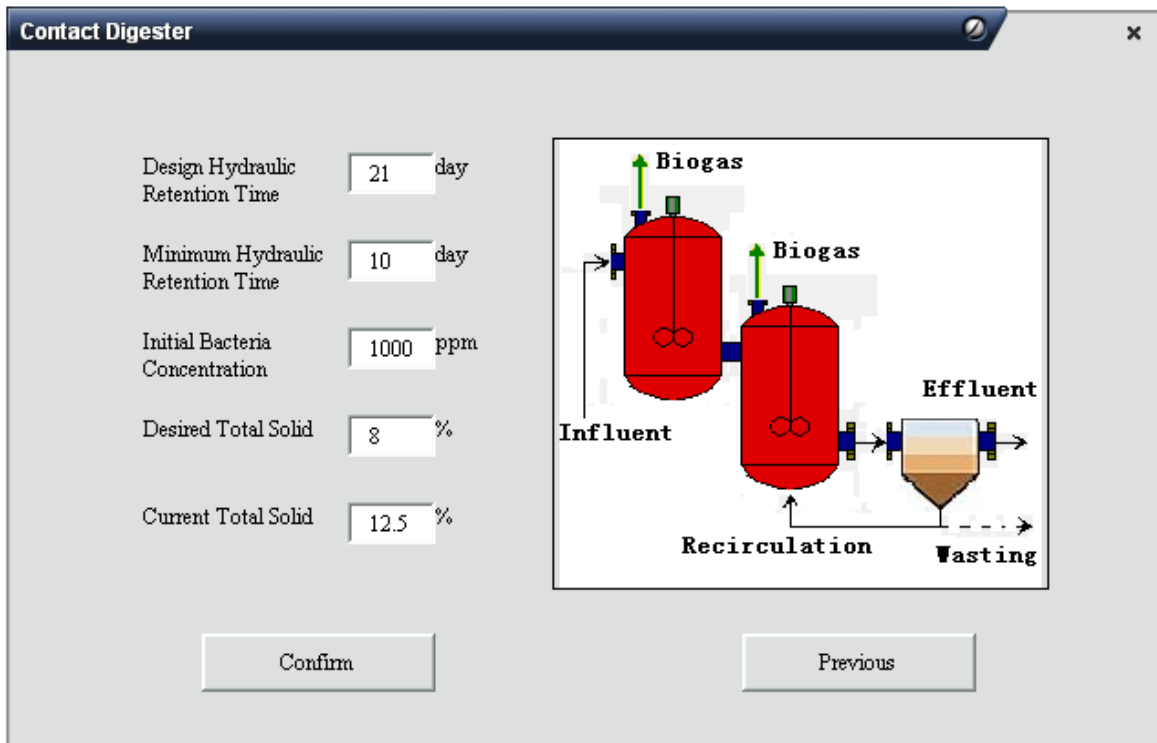 Contact Digester
Design Hydraulic
Retention Time
21 day
Minimum Hydraulic
Retention Time
10 day
Initial Bacteria
Concentration
1000 ppm
Desired Total Solid
8 %
Current Total Solid
12.5 %
Biogas
Biogas
Influent
Effluent
Recirculation
Wasting
Confirm
Previous